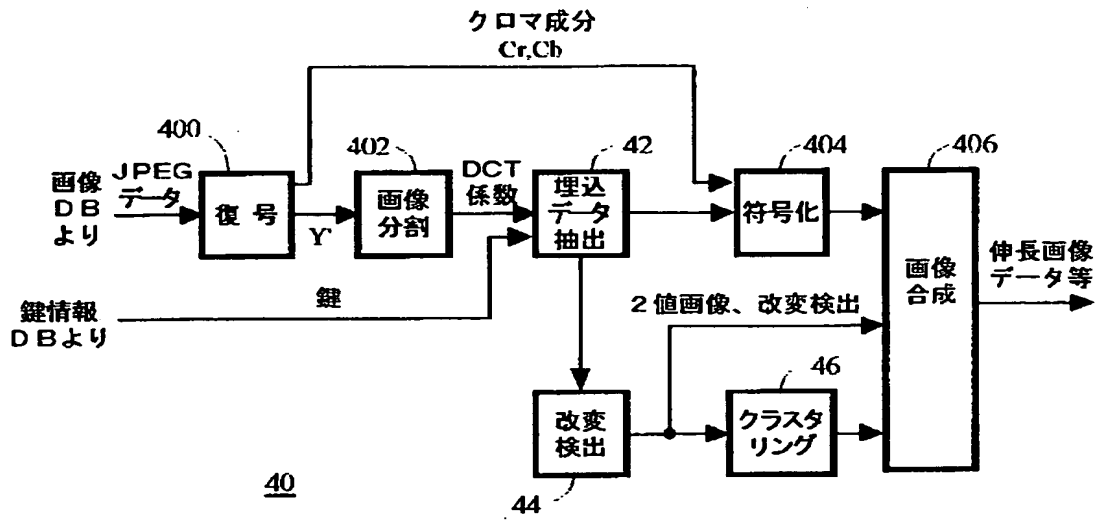 クロマ成分
Cr,Cb
400
402
42
404
406
画像
DB
より
JPEG
データ
復号
Y
画像
分割
DCT
係数
埋込
データ
抽出
符号化
画像
合成
伸長画像
データ等
鍵情報
DBより
鍵
2値画像、改変検出
改変
検出
44
46
クラスタ
リング
40